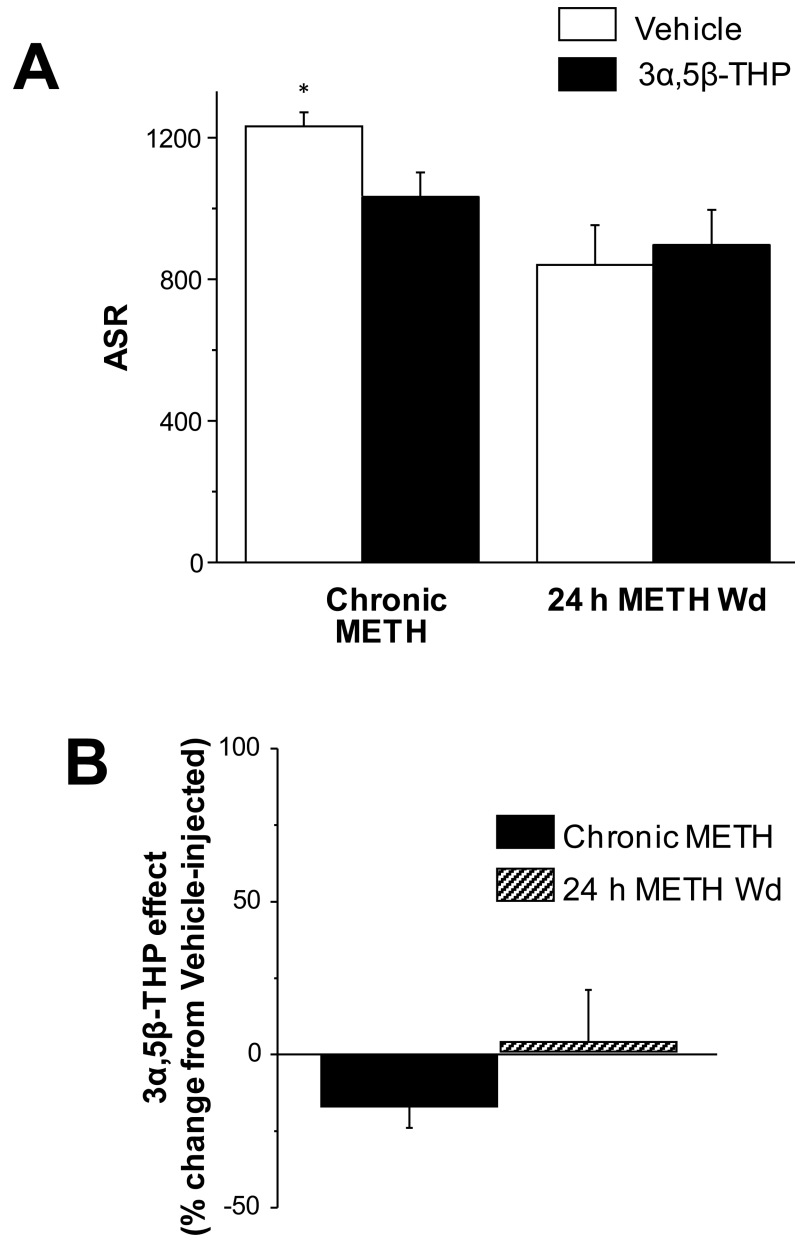 A
Vehicle
3α,5β-THP
*
1200
800
400
0
ASR
Chronic
METH
24 h METH Wd
B
100
50
0
-50
3α,5β-THP effect
(% change from Vehicle-injected)
Chronic METH
24 h METH Wd